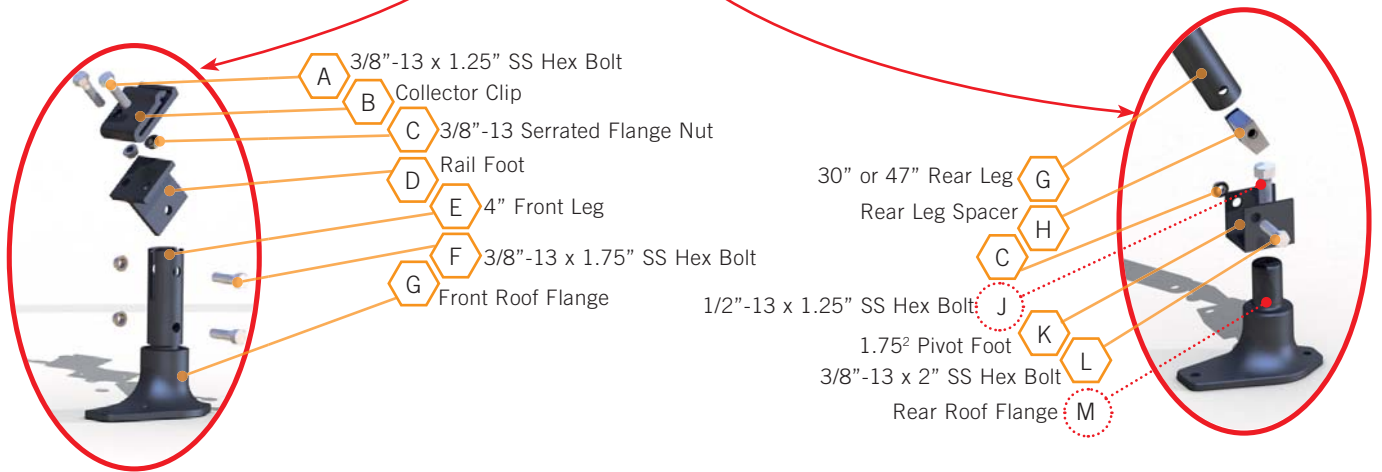 A 3/8”-13 x 1.25” SS Hex Bolt
B Collector Clip
C 3/8”-13 Serrated Flange Nut
D Rail Foot
E 4” Front Leg
F 3/8”-13 x 1.75” SS Hex Bolt
G Front Roof Flange
30” or 47” Rear Leg G
Rear Leg Spacer H
C
1/2”-13 x 1.25” SS Hex Bolt J
1.75² Pivot Foot K
3/8”-13 x 2” SS Hex Bolt L
Rear Roof Flange M